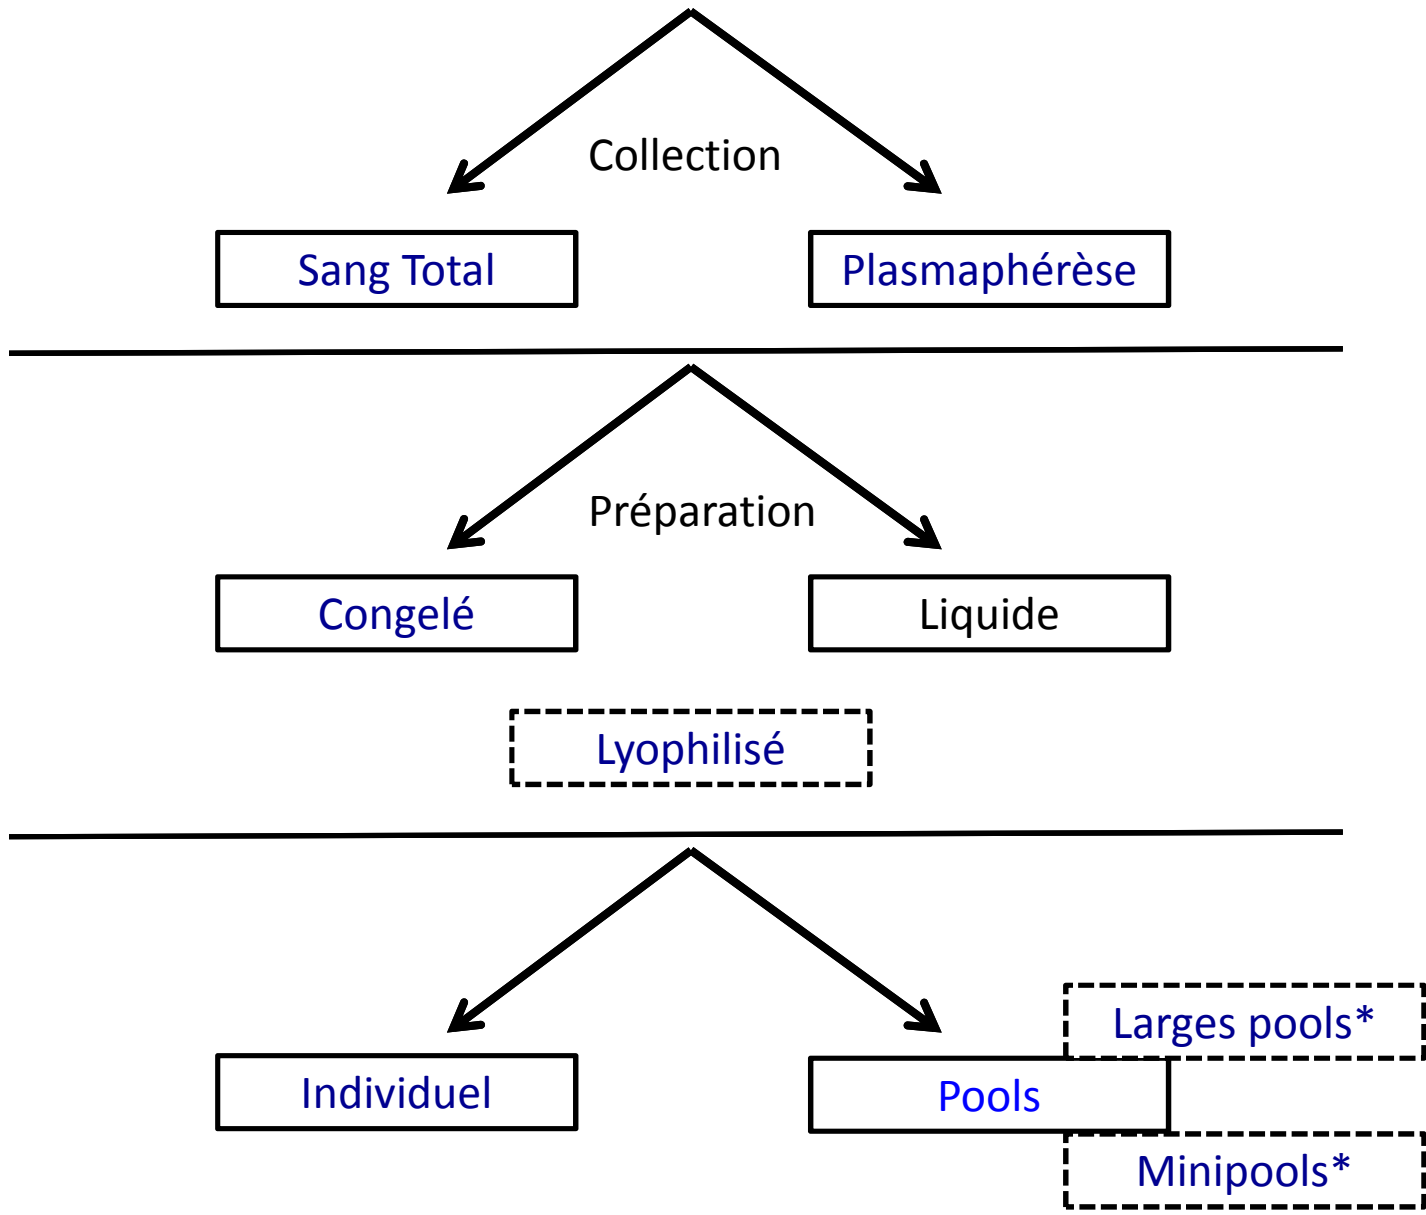 Collection
Sang Total
Plasmaphérèse
Préparation
Congelé
Liquide
Lyophilisé
Larges pools*
Individuel
Pools
Minipools*